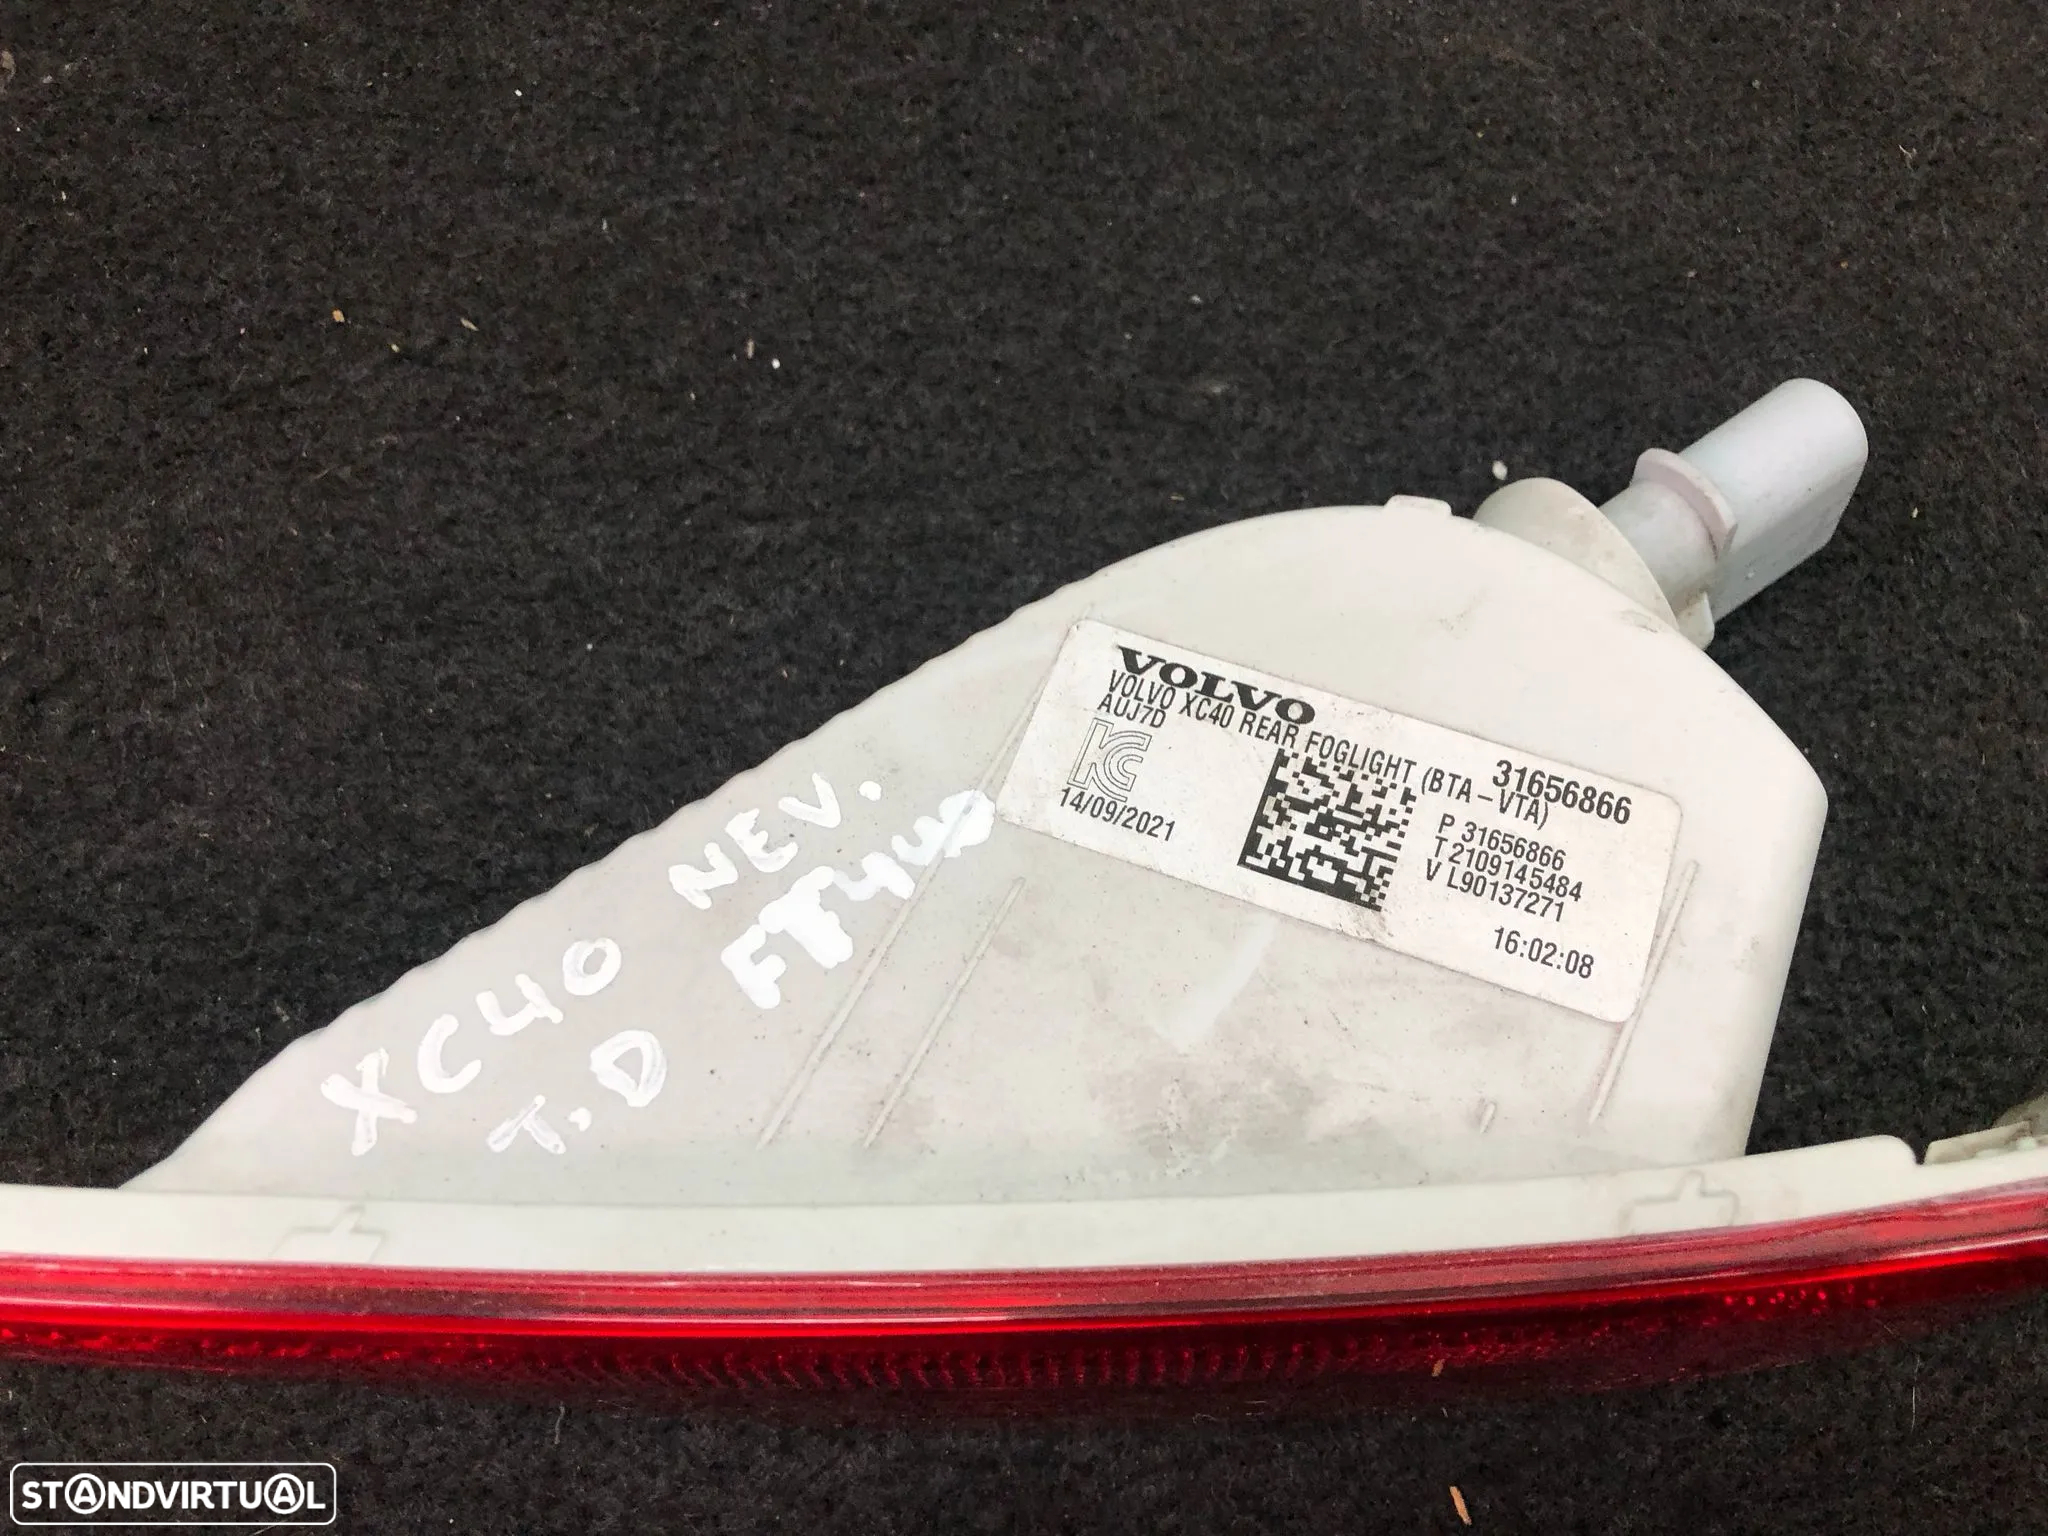 VOLVO
VOLVO XC40 REAR FOGLIGHT (BTA-VTA)
AUJ7D
31656866
14/09/2021
P 31656866
T 2109145484
V L90137271
16:02:08
XC40 NEV.
T.D
STANDVIRTUAL